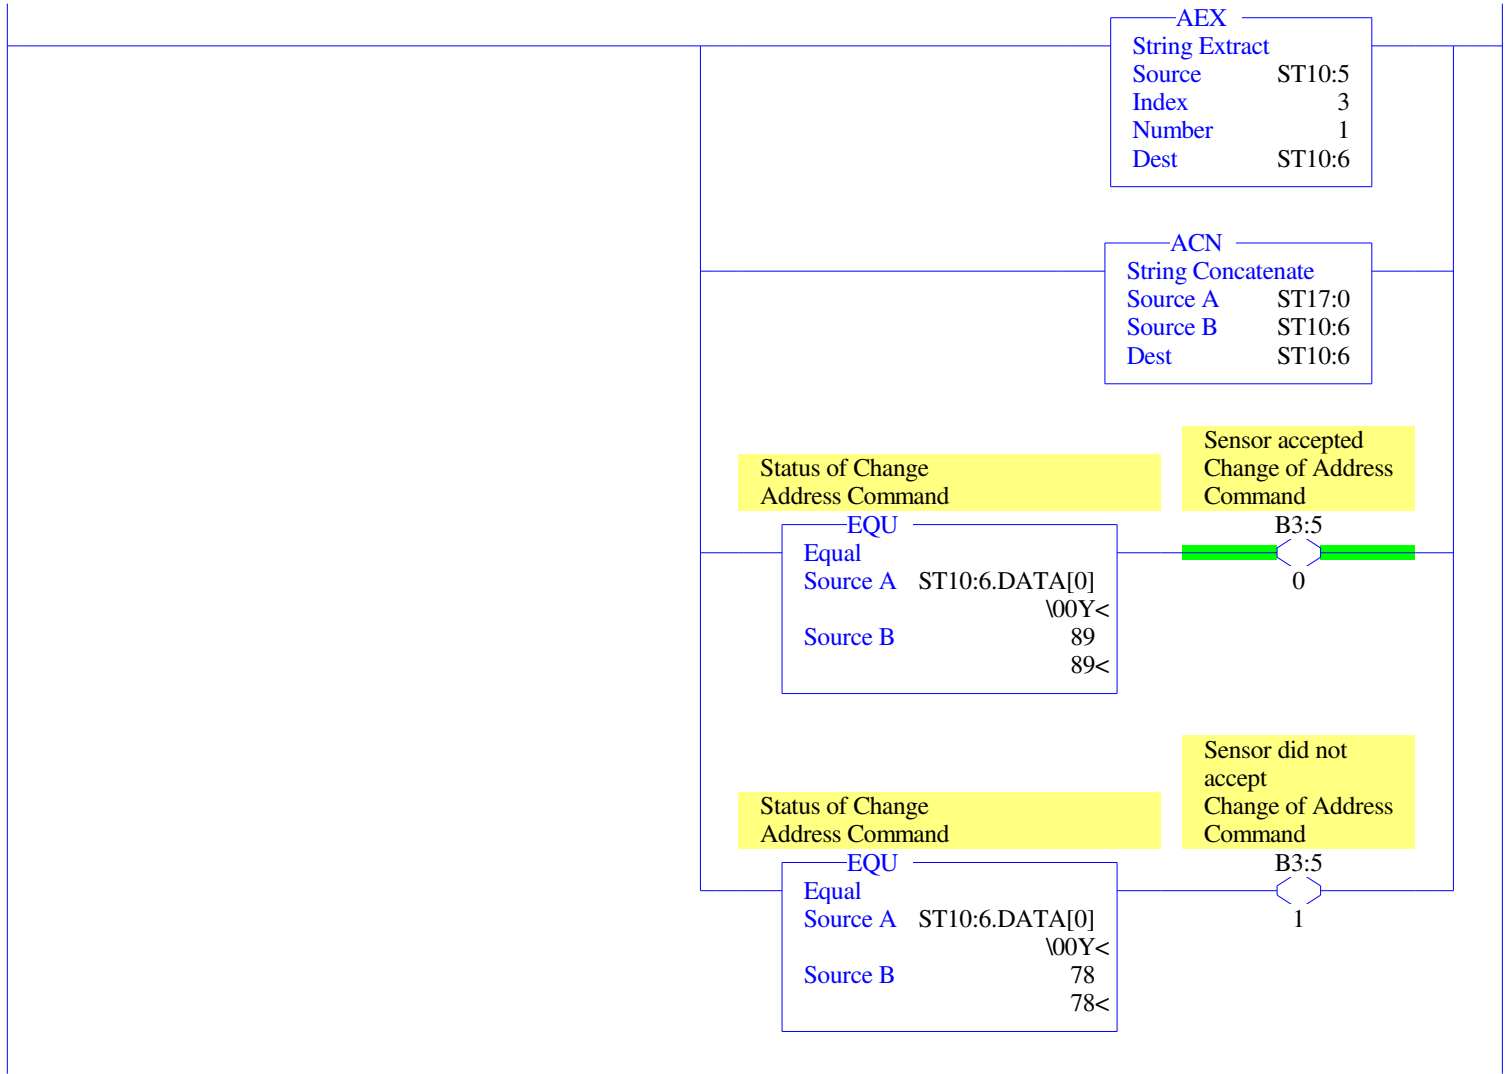 AEX
String Extract
Source ST10:5
Index 3
Number 1
Dest ST10:6
ACN
String Concatenate
Source A ST17:0
Source B ST10:6
Dest ST10:6
Sensor accepted
Change of Address
Command
Status of Change
Address Command
B3:5
0
EQU
Equal
Source A ST10:6.DATA[0]
\00Y<
Source B 89
89<
Sensor did not
accept
Change of Address
Command
Status of Change
Address Command
B3:5
1
EQU
Equal
Source A ST10:6.DATA[0]
\00Y<
Source B 78
78<